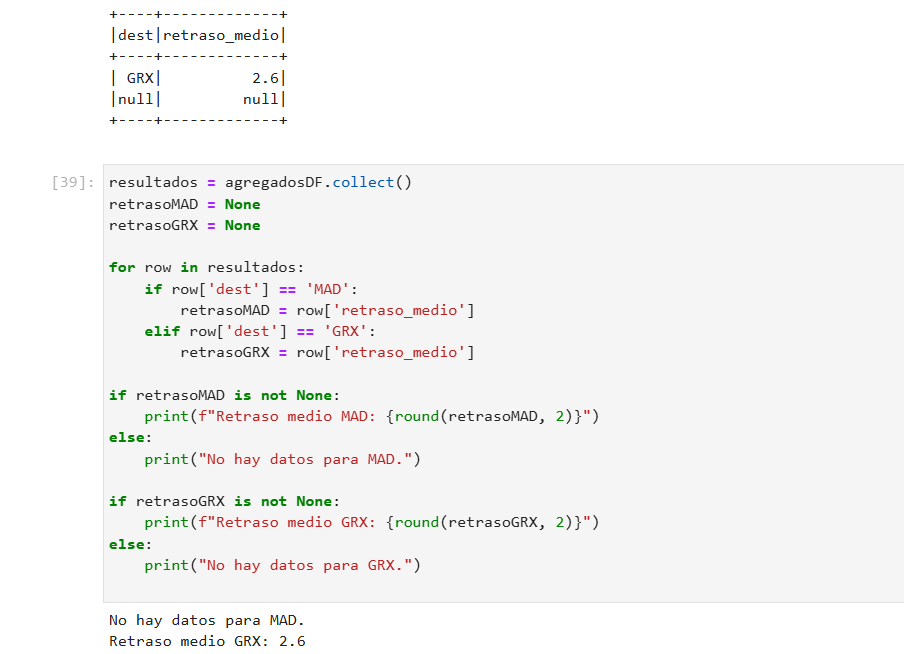 +----+-------------+
|dest|retraso_medio|
+----+-------------+
| GRX|          2.6|
|null|         null|
+----+-------------+
[39]: resultados = agregadosDF.collect()
retrasoMAD = None
retrasoGRX = None

for row in resultados:
    if row['dest'] == 'MAD':
        retrasoMAD = row['retraso_medio']
    elif row['dest'] == 'GRX':
        retrasoGRX = row['retraso_medio']

if retrasoMAD is not None:
    print(f"Retraso medio MAD: {round(retrasoMAD, 2)}")
else:
    print("No hay datos para MAD.")

if retrasoGRX is not None:
    print(f"Retraso medio GRX: {round(retrasoGRX, 2)}")
else:
    print("No hay datos para GRX.")

No hay datos para MAD.
Retraso medio GRX: 2.6